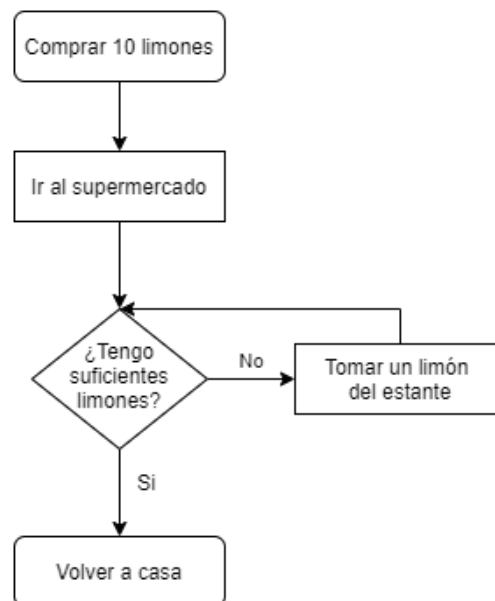 Comprar 10 limones
Ir al supermercado
¿Tengo
suficientes
limones?
No
Tomar un limón
del estante
Si
Volver a casa